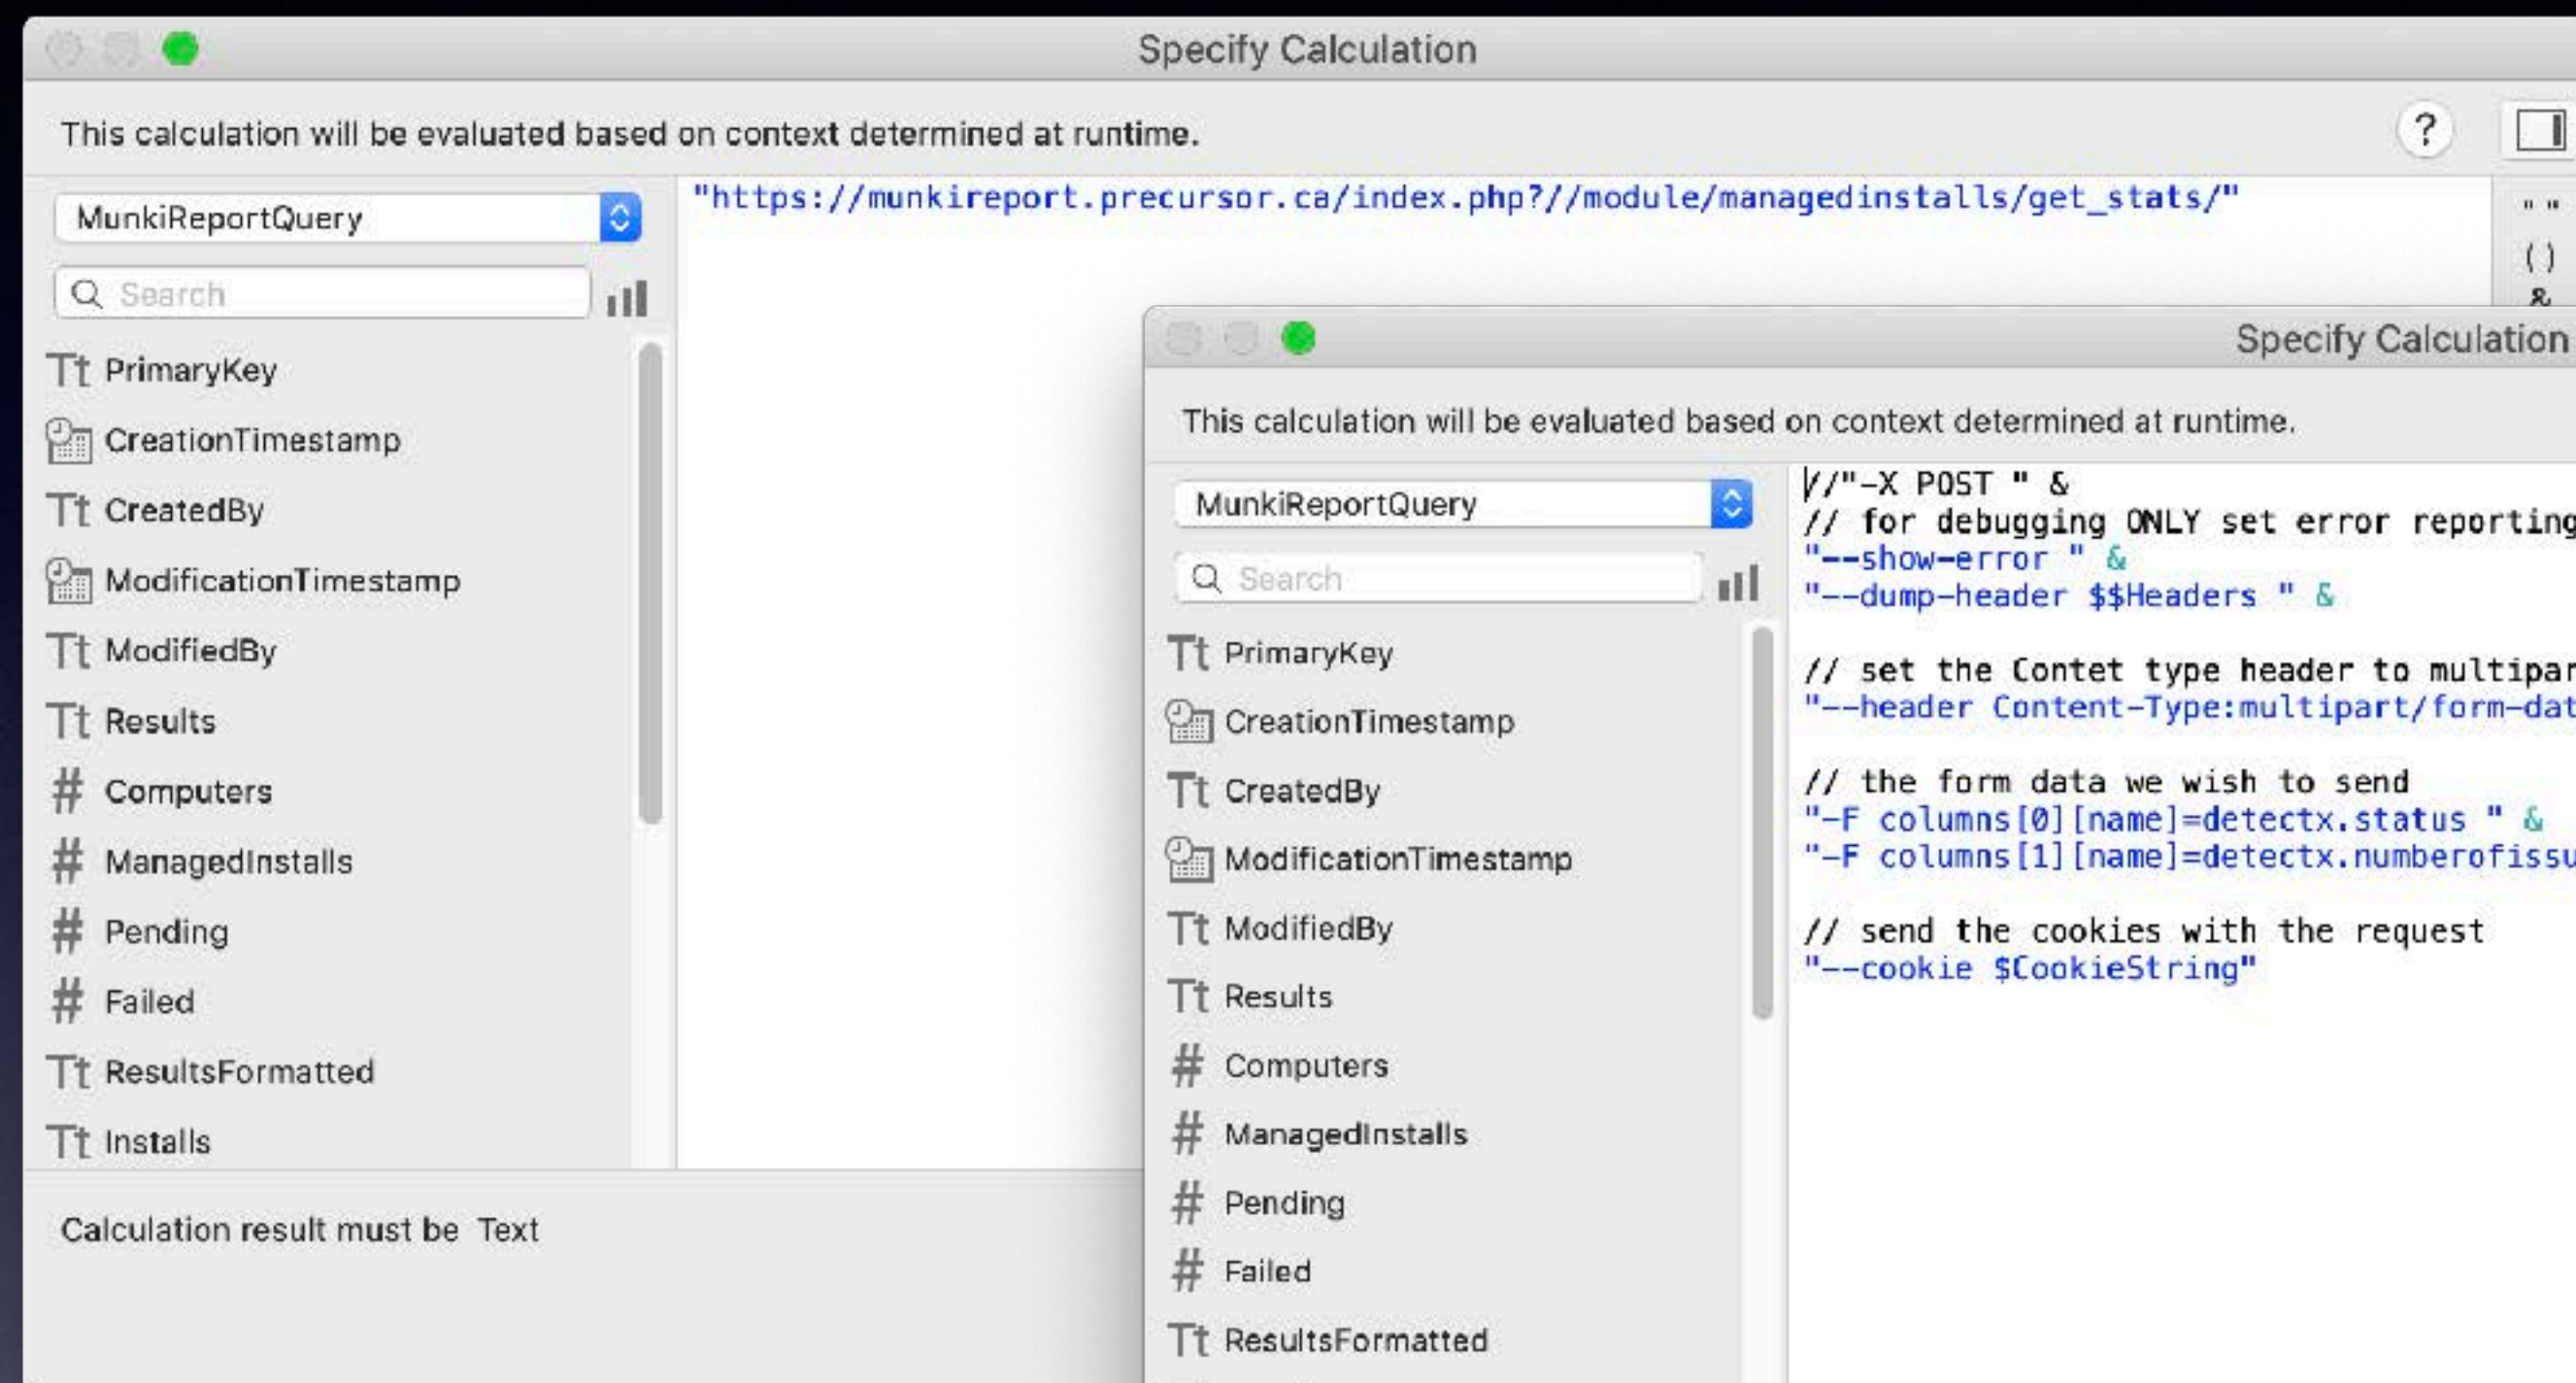 Specify Calculation
This calculation will be evaluated based on context determined at runtime.
?
MunkiReportQuery
Search
PrimaryKey
CreationTimestamp
CreatedBy
ModificationTimestamp
ModifiedBy
Results
Computers
ManagedInstalls
Pending
Failed
ResultsFormatted
Installs
Calculation result must be Text
"https://munkireport.precursor.ca/index.php?//module/managedinstalls/get_stats/"
" "
( )
&
Specify Calculation
This calculation will be evaluated based on context determined at runtime.
MunkiReportQuery
Search
PrimaryKey
CreationTimestamp
CreatedBy
ModificationTimestamp
ModifiedBy
Results
Computers
ManagedInstalls
Pending
Failed
ResultsFormatted
//"-X POST " &
// for debugging ONLY set error reporting
"--show-error " &
"--dump-header $$Headers " &
// set the Contet type header to multipar
"--header Content-Type:multipart/form-dat
// the form data we wish to send
"-F columns[0][name]=detectx.status " &
"-F columns[1][name]=detectx.numberofissu
// send the cookies with the request
"--cookie $CookieString"